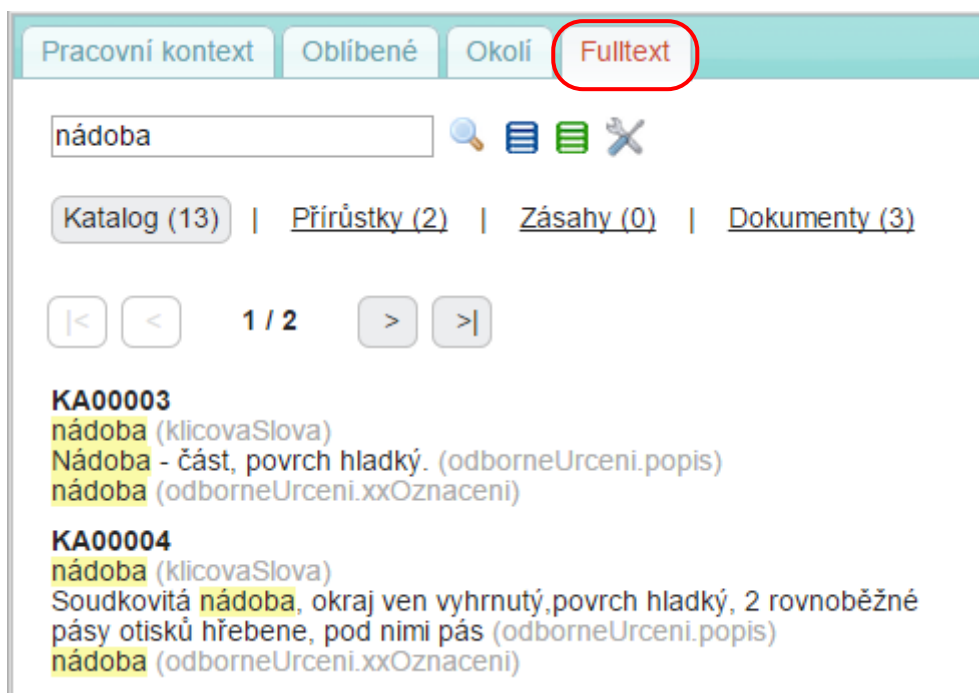 Pracovní kontext Oblíbené Okolí Fulltext
nádoba
Katalog (13) | Přírůstky (2) | Zásahy (0) | Dokumenty (3)
|< < 1 / 2 > >|
KA00003
nádoba (klicovaSlova)
Nádoba - část, povrch hladký. (odborneUrceni.popis)
nádoba (odborneUrceni.xxOznaceni)
KA00004
nádoba (klicovaSlova)
Soudkovitá nádoba, okraj ven vyhrnutý,povrch hladký, 2 rovnoběžné
pásy otisků hřebene, pod nimi pás (odborneUrceni.popis)
nádoba (odborneUrceni.xxOznaceni)